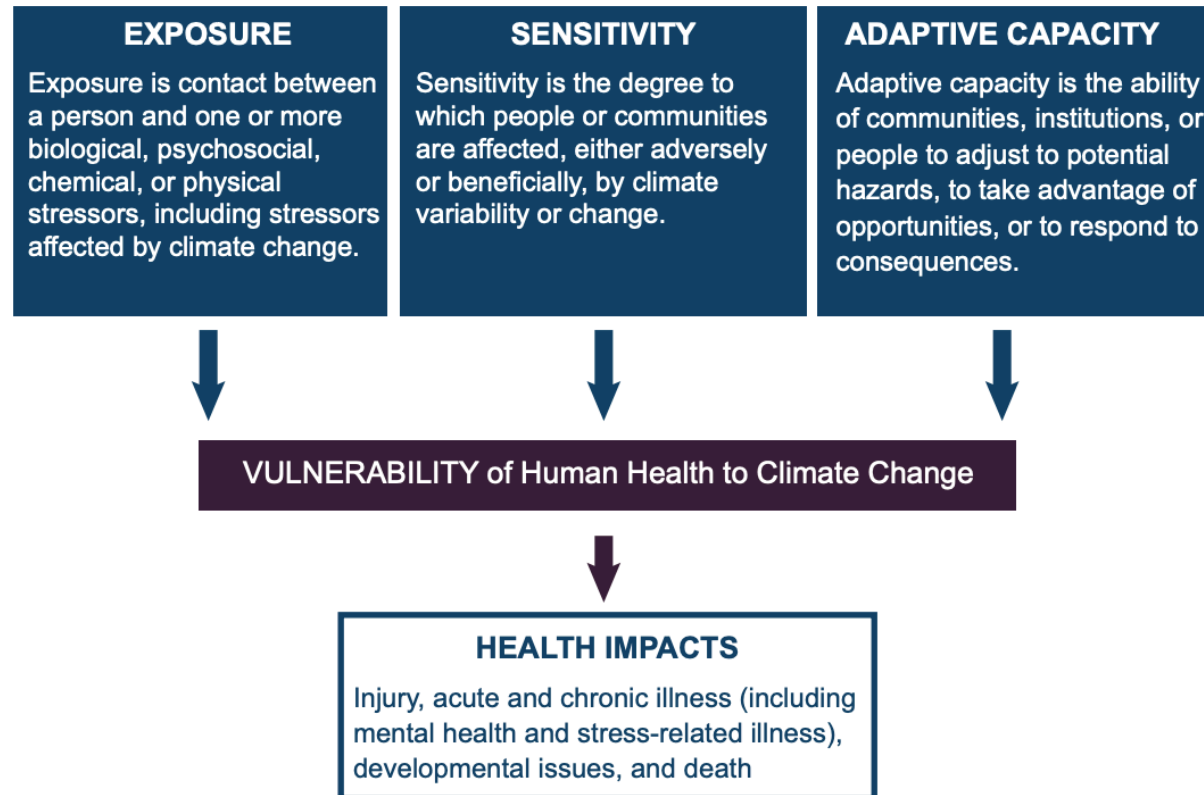 EXPOSURE
Exposure is contact between
a person and one or more
biological, psychosocial,
chemical, or physical
stressors, including stressors
affected by climate change.
SENSITIVITY
Sensitivity is the degree to
which people or communities
are affected, either adversely
or beneficially, by climate
variability or change.
ADAPTIVE CAPACITY
Adaptive capacity is the ability
of communities, institutions, or
people to adjust to potential
hazards, to take advantage of
opportunities, or to respond to
consequences.
VULNERABILITY of Human Health to Climate Change
HEALTH IMPACTS
Injury, acute and chronic illness (including
mental health and stress-related illness),
developmental issues, and death